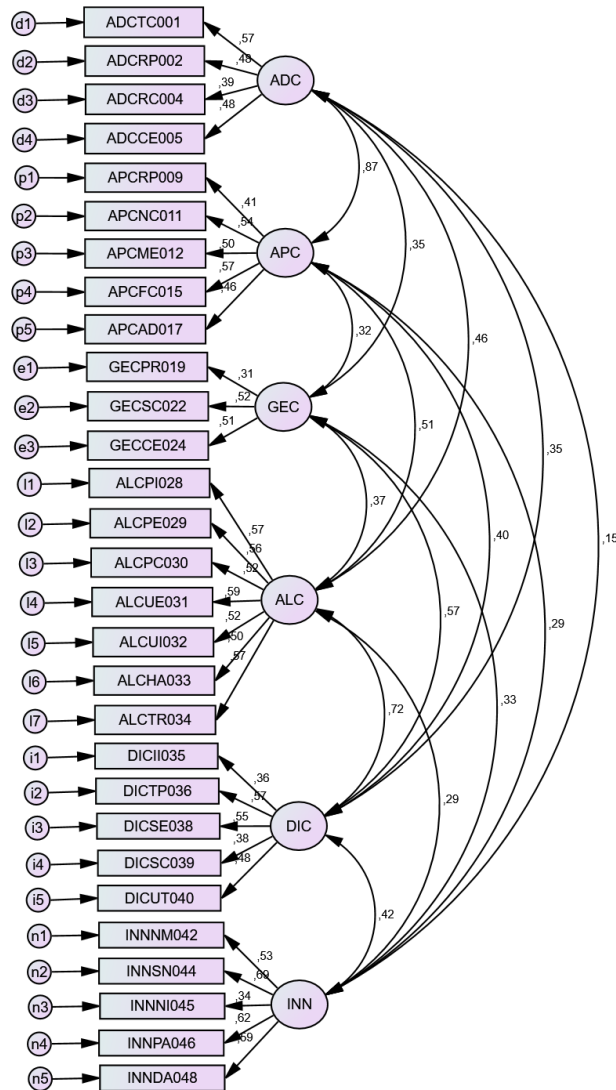 d1 ADCTC001
,57
d2 ADCRP002
,48
ADC
d3 ADCRC004
,39
d4 ADCCE005
,48
,87
p1 APCRP009
,41
p2 APCNC011
,54
,35
p3 APCME012
,50
APC
p4 APCFC015
,57
,46
p5 APCAD017
,32
,46
e1 GECPR019
,31
e2 GECSC022
,52
GEC
,51
e3 GECCE024
,51
,35
l1 ALCPI028
,37
l2 ALCPE029
,57
,56
,40
,15
l3 ALCPC030
,52
l4 ALCUE031
,59
ALC
,57
l5 ALCUI032
,52
,50
,29
l6 ALCHA033
,57
,33
l7 ALCTR034
,72
i1 DICII035
,36
i2 DICTP036
,57
,29
i3 DICSE038
,55
DIC
i4 DICSC039
,38
,48
i5 DICUT040
,42
n1 INNNM042
,53
n2 INNSN044
,69
n3 INNNI045
,34
INN
n4 INNPA046
,62
,59
n5 INNDA048